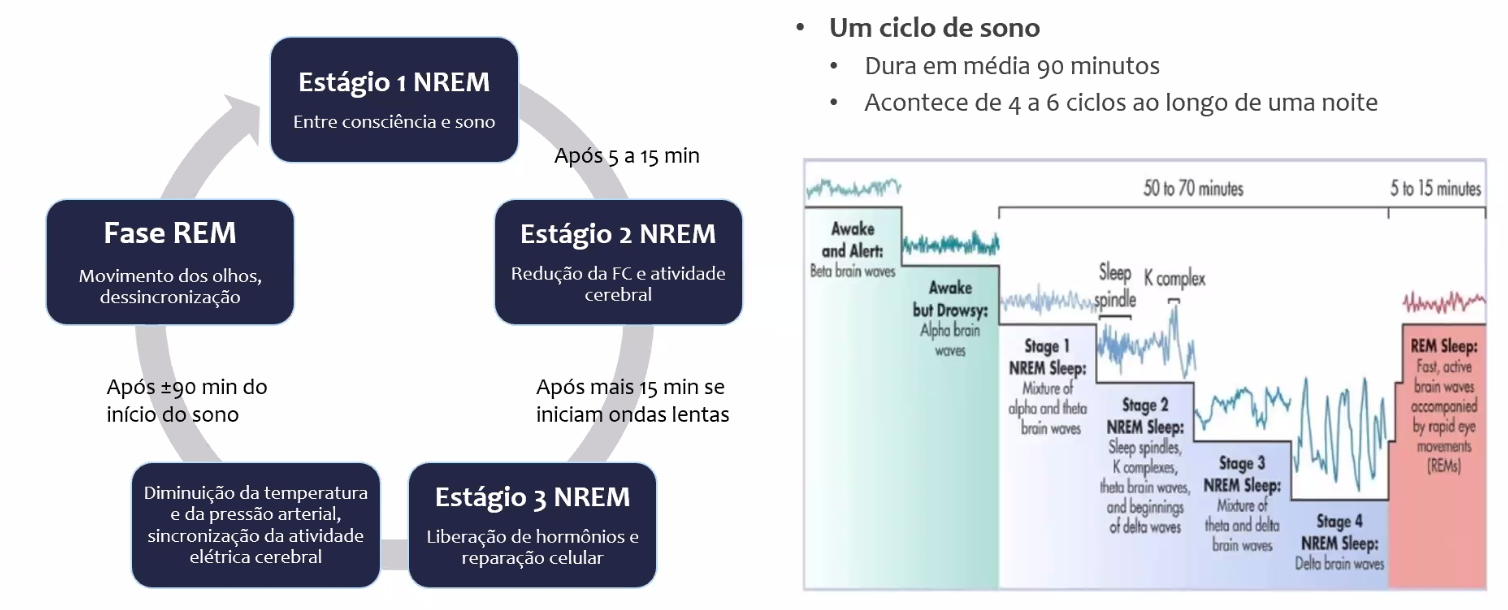 Estágio 1 NREM
Entre consciência e sono
Após 5 a 15 min
Estágio 2 NREM
Redução da FC e atividade
cerebral
Após mais 15 min se
iniciam ondas lentas
Estágio 3 NREM
Liberação de hormônios e
reparação celular
Diminuição da temperatura
e da pressão arterial,
sincronização da atividade
elétrica cerebral
Após ±90 min do
início do sono
Fase REM
Movimento dos olhos,
dessincronização
• Um ciclo de sono
• Dura em média 90 minutos
• Acontece de 4 a 6 ciclos ao longo de uma noite
50 to 70 minutes
5 to 15 minutes
Awake
and Alert:
Beta brain waves
Awake
but Drowsy:
Alpha brain
waves
Stage 1
NREM Sleep:
Mixture of
alpha and theta
brain waves
Sleep
spindle
K complex
Stage 2
NREM Sleep:
Sleep spindles,
K complexes,
theta brain waves,
and beginnings
of delta waves
Stage 3
NREM Sleep:
Mixture of
theta and delta
brain waves
Stage 4
NREM Sleep:
Delta brain waves
REM Sleep:
Fast, active
brain waves
accompanied
by rapid eye
movements
(REMs)